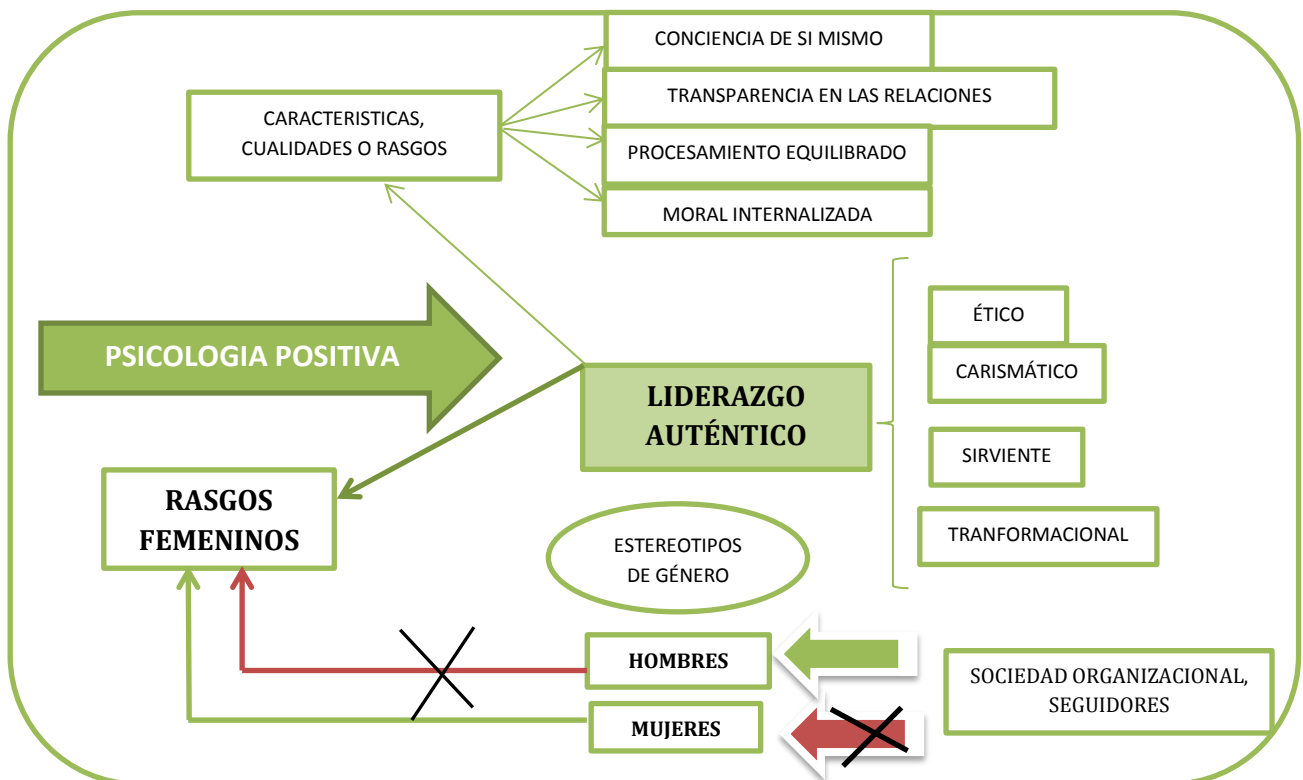 CONCIENCIA DE SI MISMO
TRANSPARENCIA EN LAS RELACIONES
CARACTERISTICAS,
CUALIDADES O RASGOS
PROCESAMIENTO EQUILIBRADO
MORAL INTERNALIZADA
PSICOLOGIA POSITIVA
LIDERAZGO
AUTÉNTICO
ÉTICO
CARISMÁTICO
SIRVIENTE
TRANFORMACIONAL
RASGOS
FEMENINOS
ESTEREOTIPOS
DE GÉNERO
HOMBRES
MUJERES
SOCIEDAD ORGANIZACIONAL,
SEGUIDORES